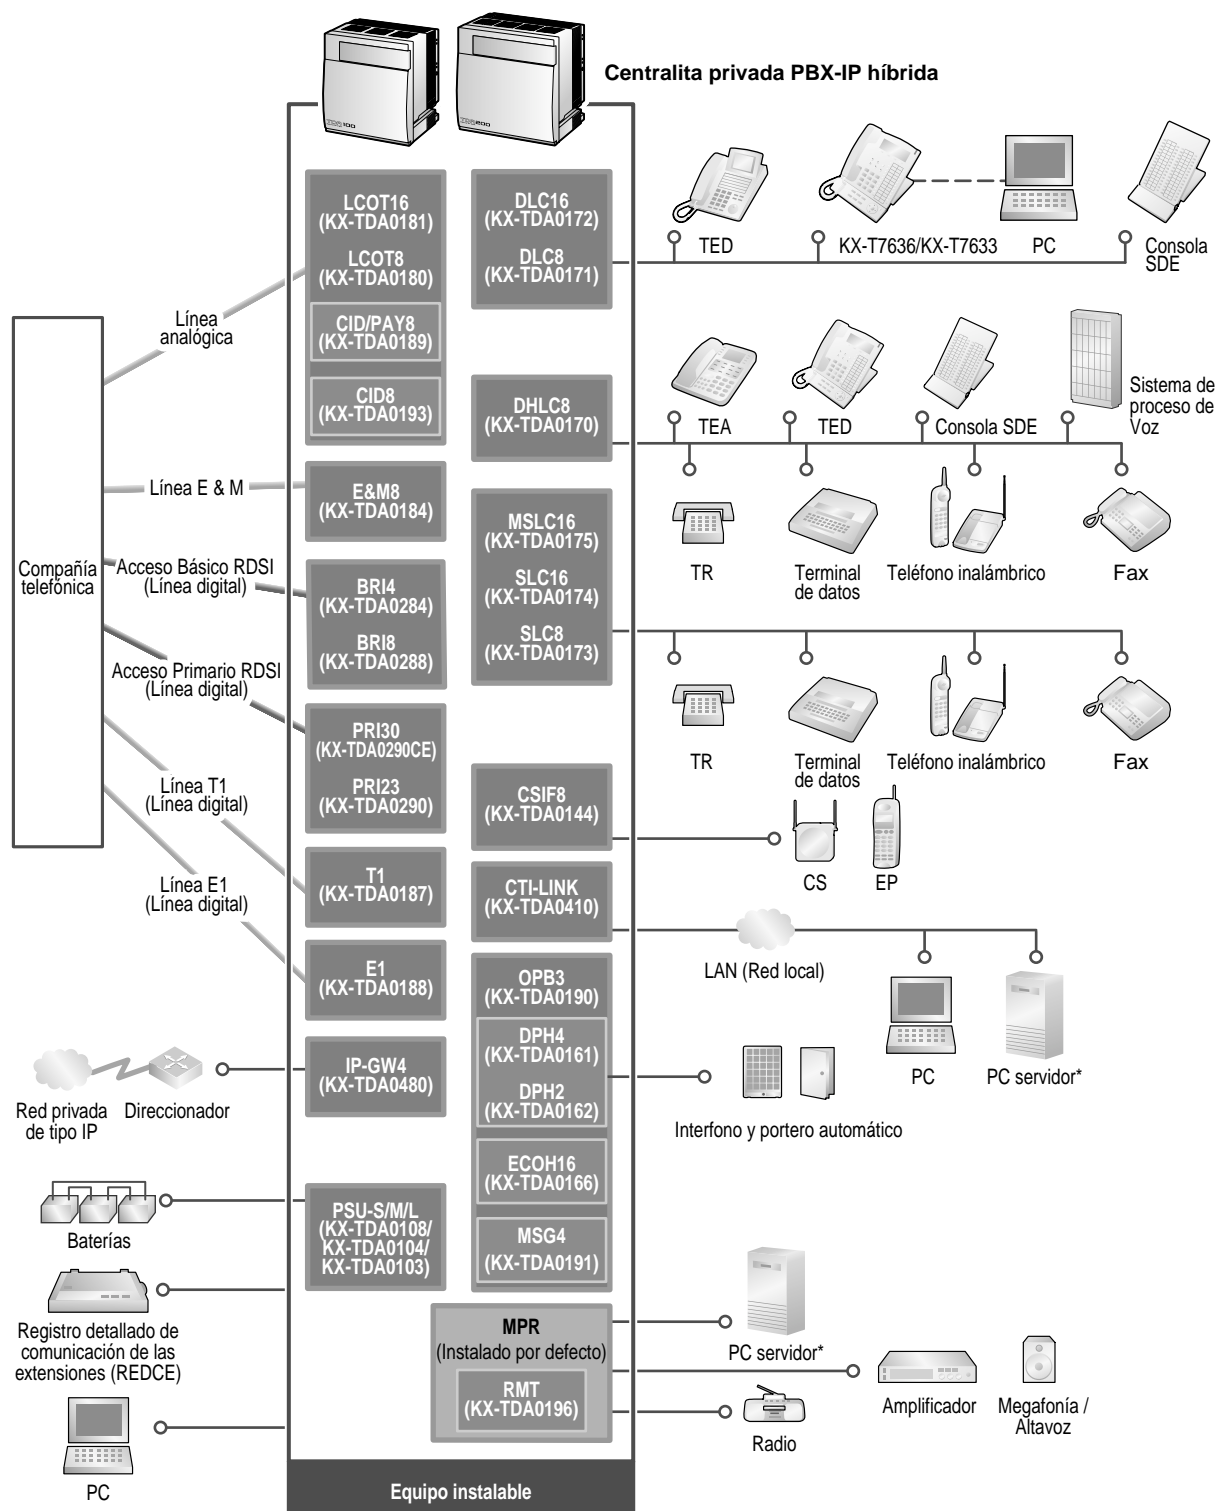 Centralita privada PBX-IP híbrida
TDA100
TDA200
LCOT16
(KX-TDA0181)
LCOT8
(KX-TDA0180)
CID/PAY8
(KX-TDA0189)
CID8
(KX-TDA0193)
E&M8
(KX-TDA0184)
BRI4
(KX-TDA0284)
BRI8
(KX-TDA0288)
PRI30
(KX-TDA0290CE)
PRI23
(KX-TDA0290)
T1
(KX-TDA0187)
E1
(KX-TDA0188)
IP-GW4
(KX-TDA0480)
PSU-S/M/L
(KX-TDA0108/
KX-TDA0104/
KX-TDA0103)
DLC16
(KX-TDA0172)
DLC8
(KX-TDA0171)
DHLC8
(KX-TDA0170)
MSLC16
(KX-TDA0175)
SLC16
(KX-TDA0174)
SLC8
(KX-TDA0173)
CSIF8
(KX-TDA0144)
CTI-LINK
(KX-TDA0410)
OPB3
(KX-TDA0190)
DPH4
(KX-TDA0161)
DPH2
(KX-TDA0162)
ECOH16
(KX-TDA0166)
MSG4
(KX-TDA0191)
MPR
(Instalado por defecto)
RMT
(KX-TDA0196)
Equipo instalable
Compañía
telefónica
Línea
analógica
Línea E & M
Acceso Básico RDSI
(Línea digital)
Acceso Primario RDSI
(Línea digital)
Línea T1
(Línea digital)
Línea E1
(Línea digital)
Red privada
de tipo IP
Direccionador
Baterías
Registro detallado de
comunicación de las
extensiones (REDCE)
PC
TED
KX-T7636/KX-T7633
PC
Consola
SDE
TEA
TED
Consola SDE
Sistema de
proceso de
Voz
TR
Terminal
de datos
Teléfono inalámbrico
Fax
TR
Terminal
de datos
Teléfono inalámbrico
Fax
CS
EP
LAN (Red local)
PC
PC servidor*
Interfono y portero automático
PC servidor*
Amplificador
Megafonía /
Altavoz
Radio